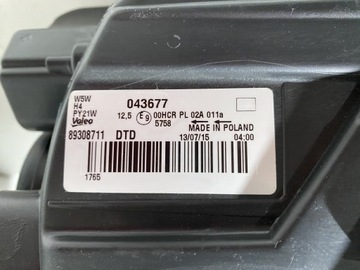 W5W
H4
PY21W
Valeo
043677
12,5 E9 00HCR PL 02A 011a
5758
89308711 DTD
MADE IN POLAND
13/07/15 04:00
1765